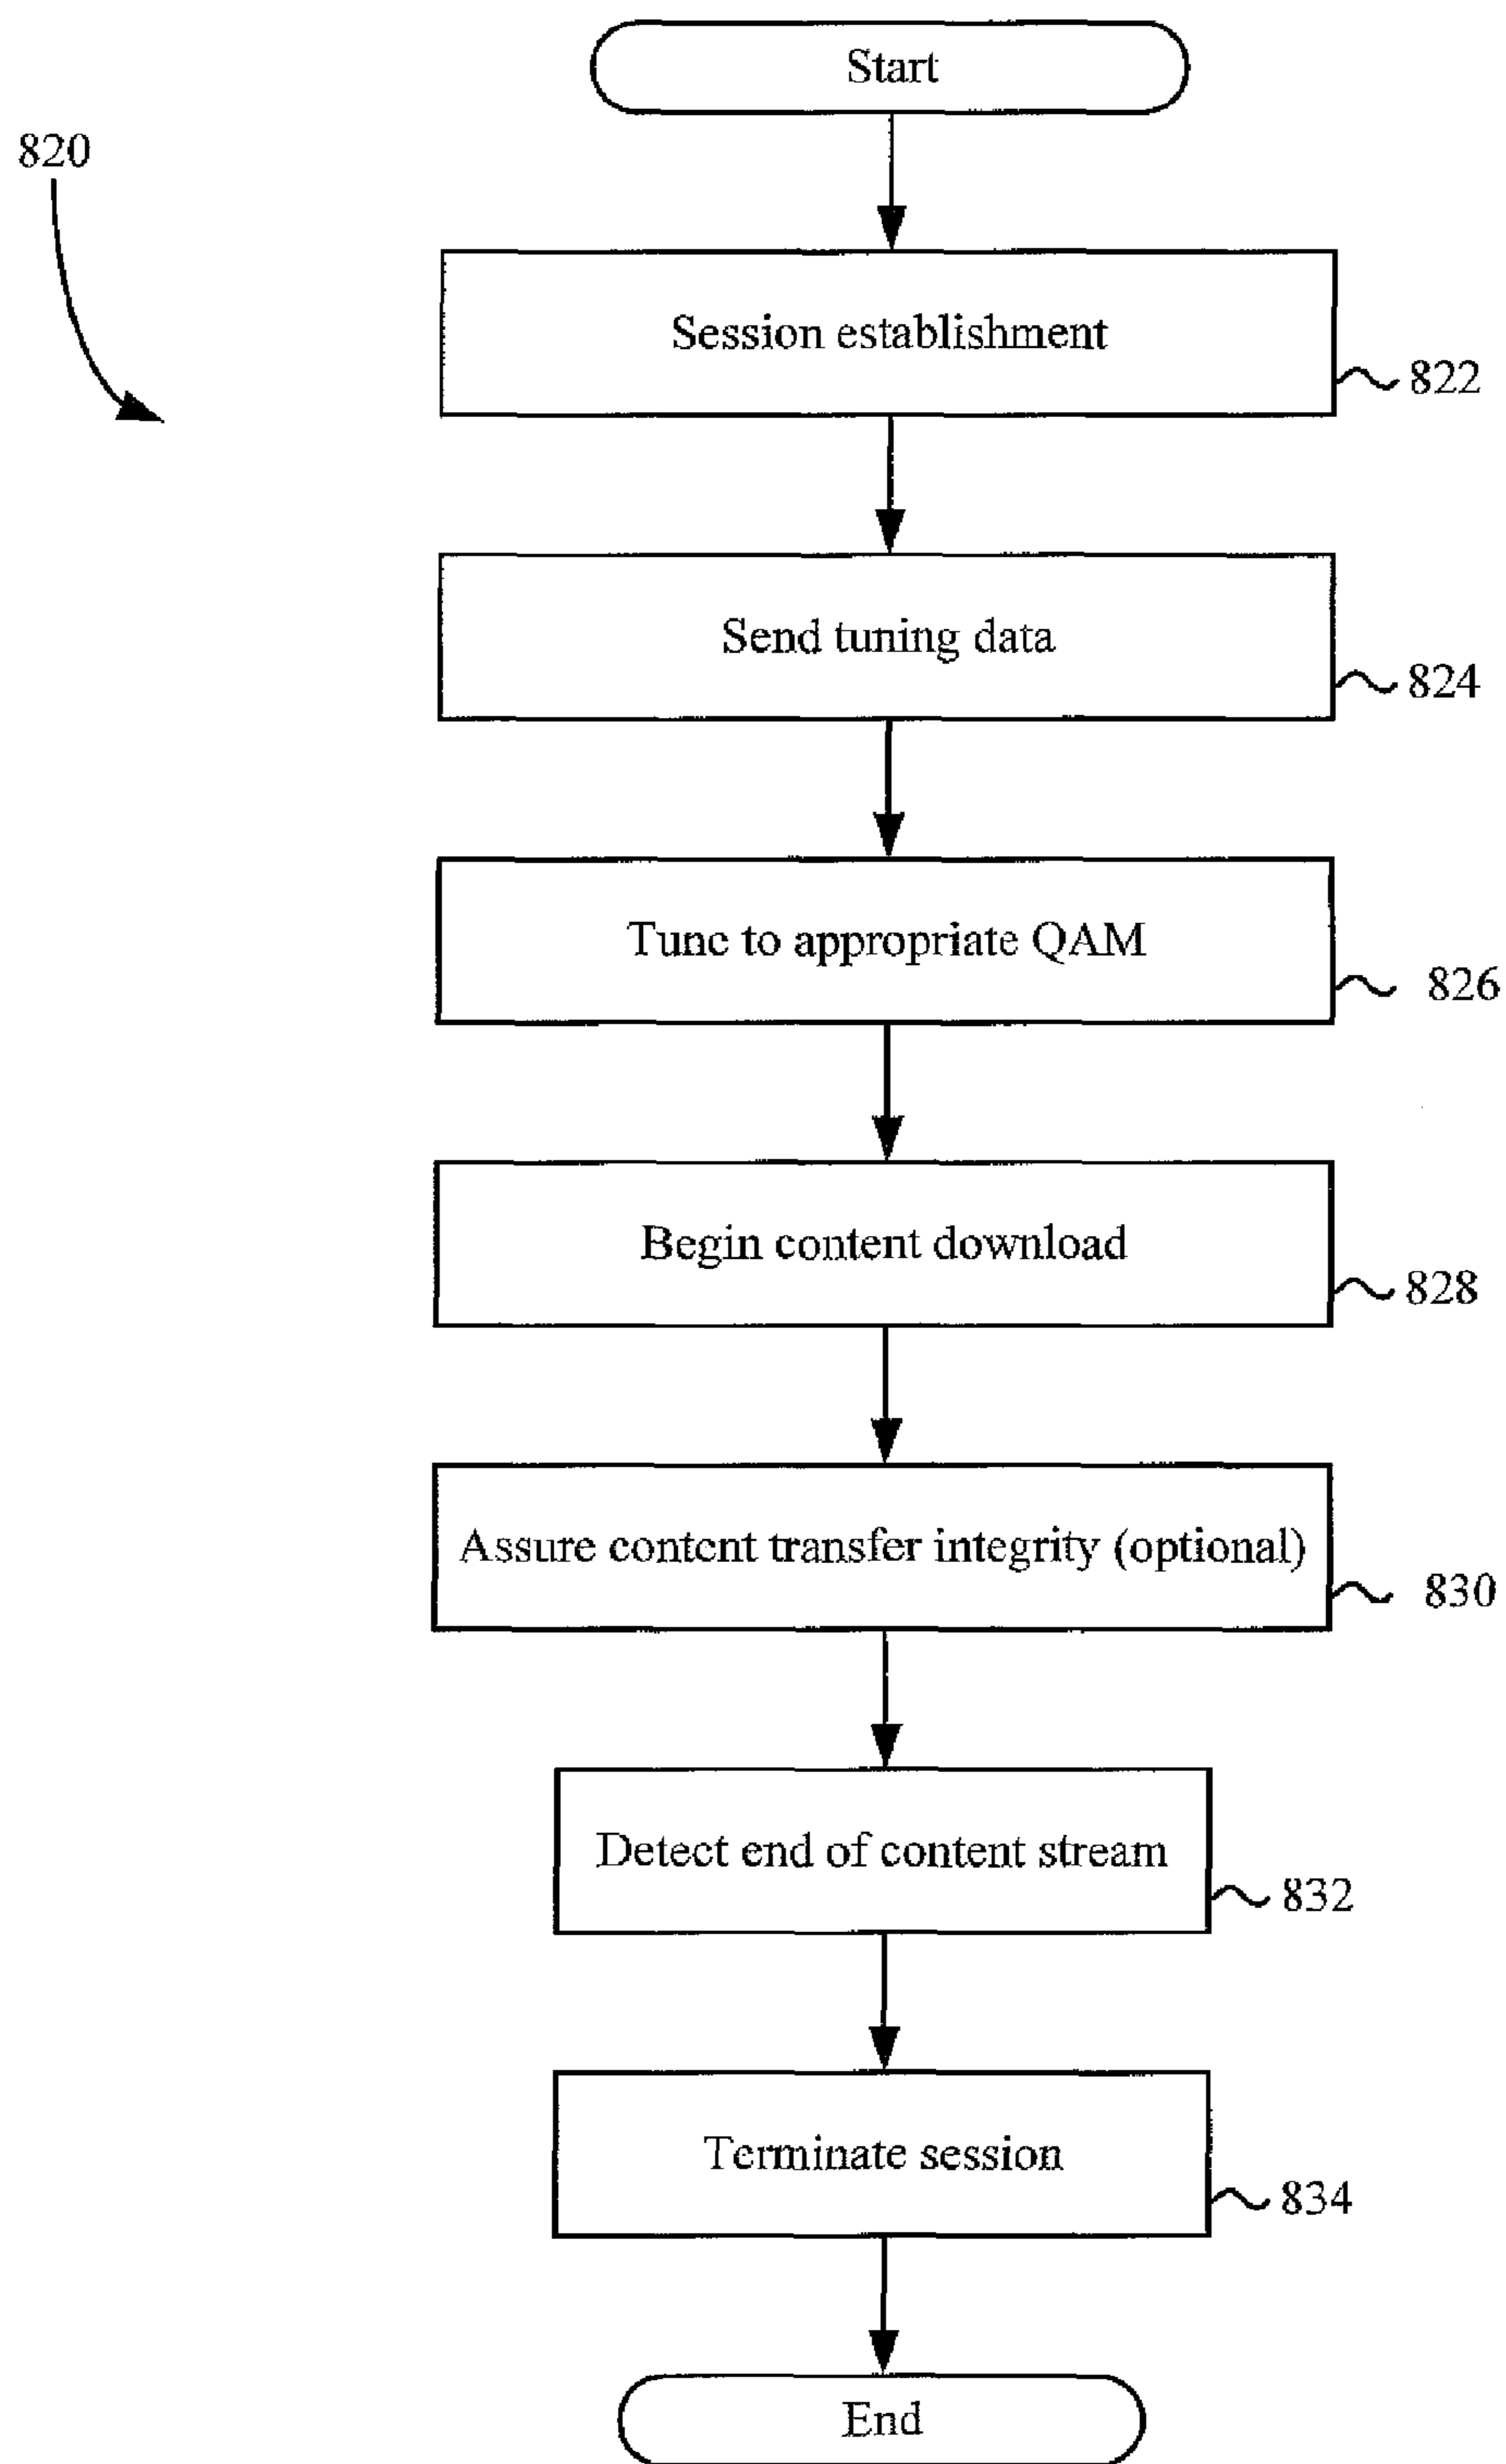 Start
820
Session establishment
822
Send tuning data
824
Tune to appropriate QAM
826
Begin content download
828
Assure content transfer integrity (optional)
830
Detect end of content stream
832
Terminate session
834
End